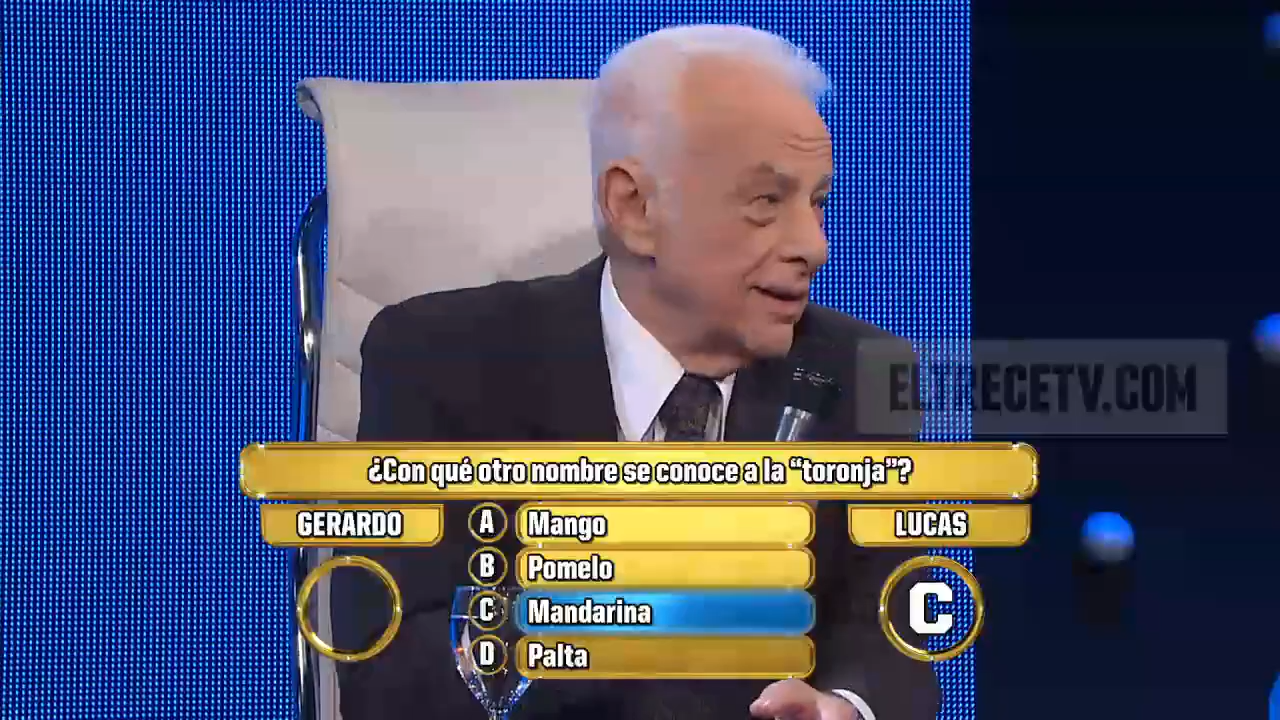 ELTRECETV.COM
¿Con qué otro nombre se conoce a la “toronja”?
GERARDO
A Mango
B Pomelo
C Mandarina
D Palta
LUCAS
C